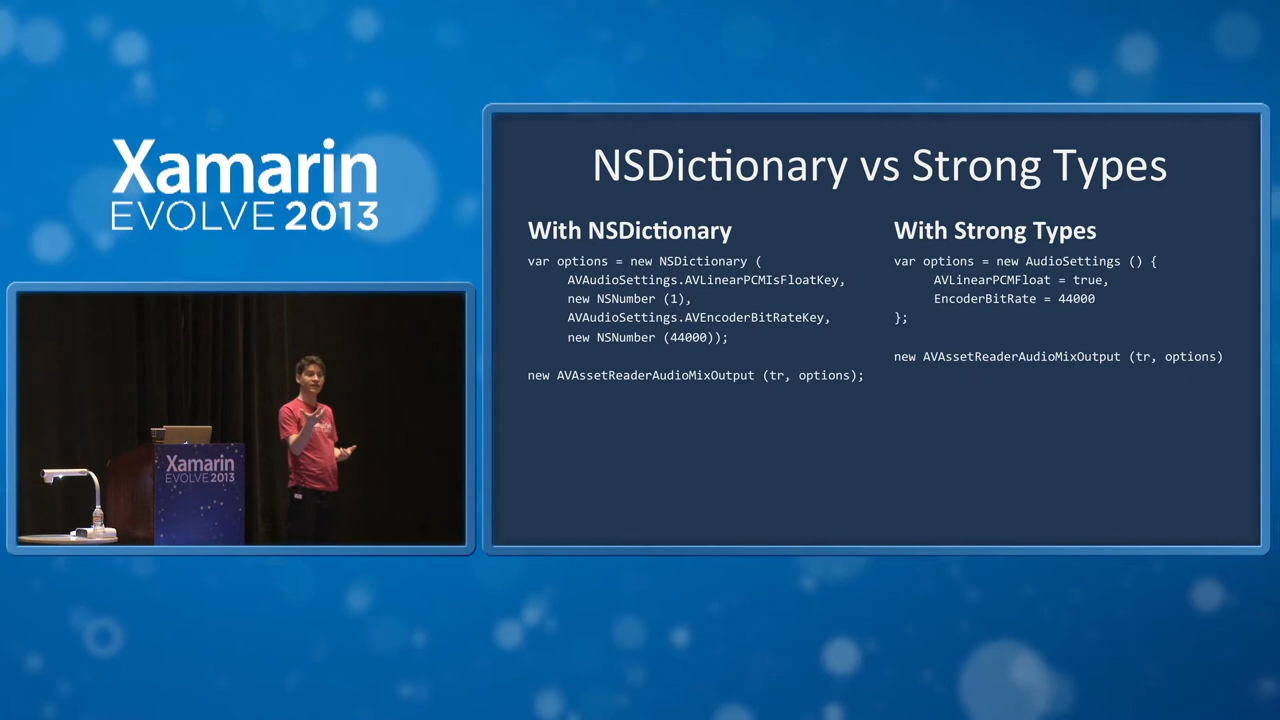 Xamarin
EVOLVE 2013
NSDictionary vs Strong Types
With NSDictionary
var options = new NSDictionary (
AVAudioSettings.AVLinearPCMIsFloatKey,
new NSNumber (1),
AVAudioSettings.AVEncoderBitRateKey,
new NSNumber (44000));
new AVAssetReaderAudioMixOutput (tr, options);
With Strong Types
var options = new AudioSettings () {
AVLinearPCMFloat = true,
EncoderBitRate = 44000
};
new AVAssetReaderAudioMixOutput (tr, options)
Xamarin
EVOLVE 2013